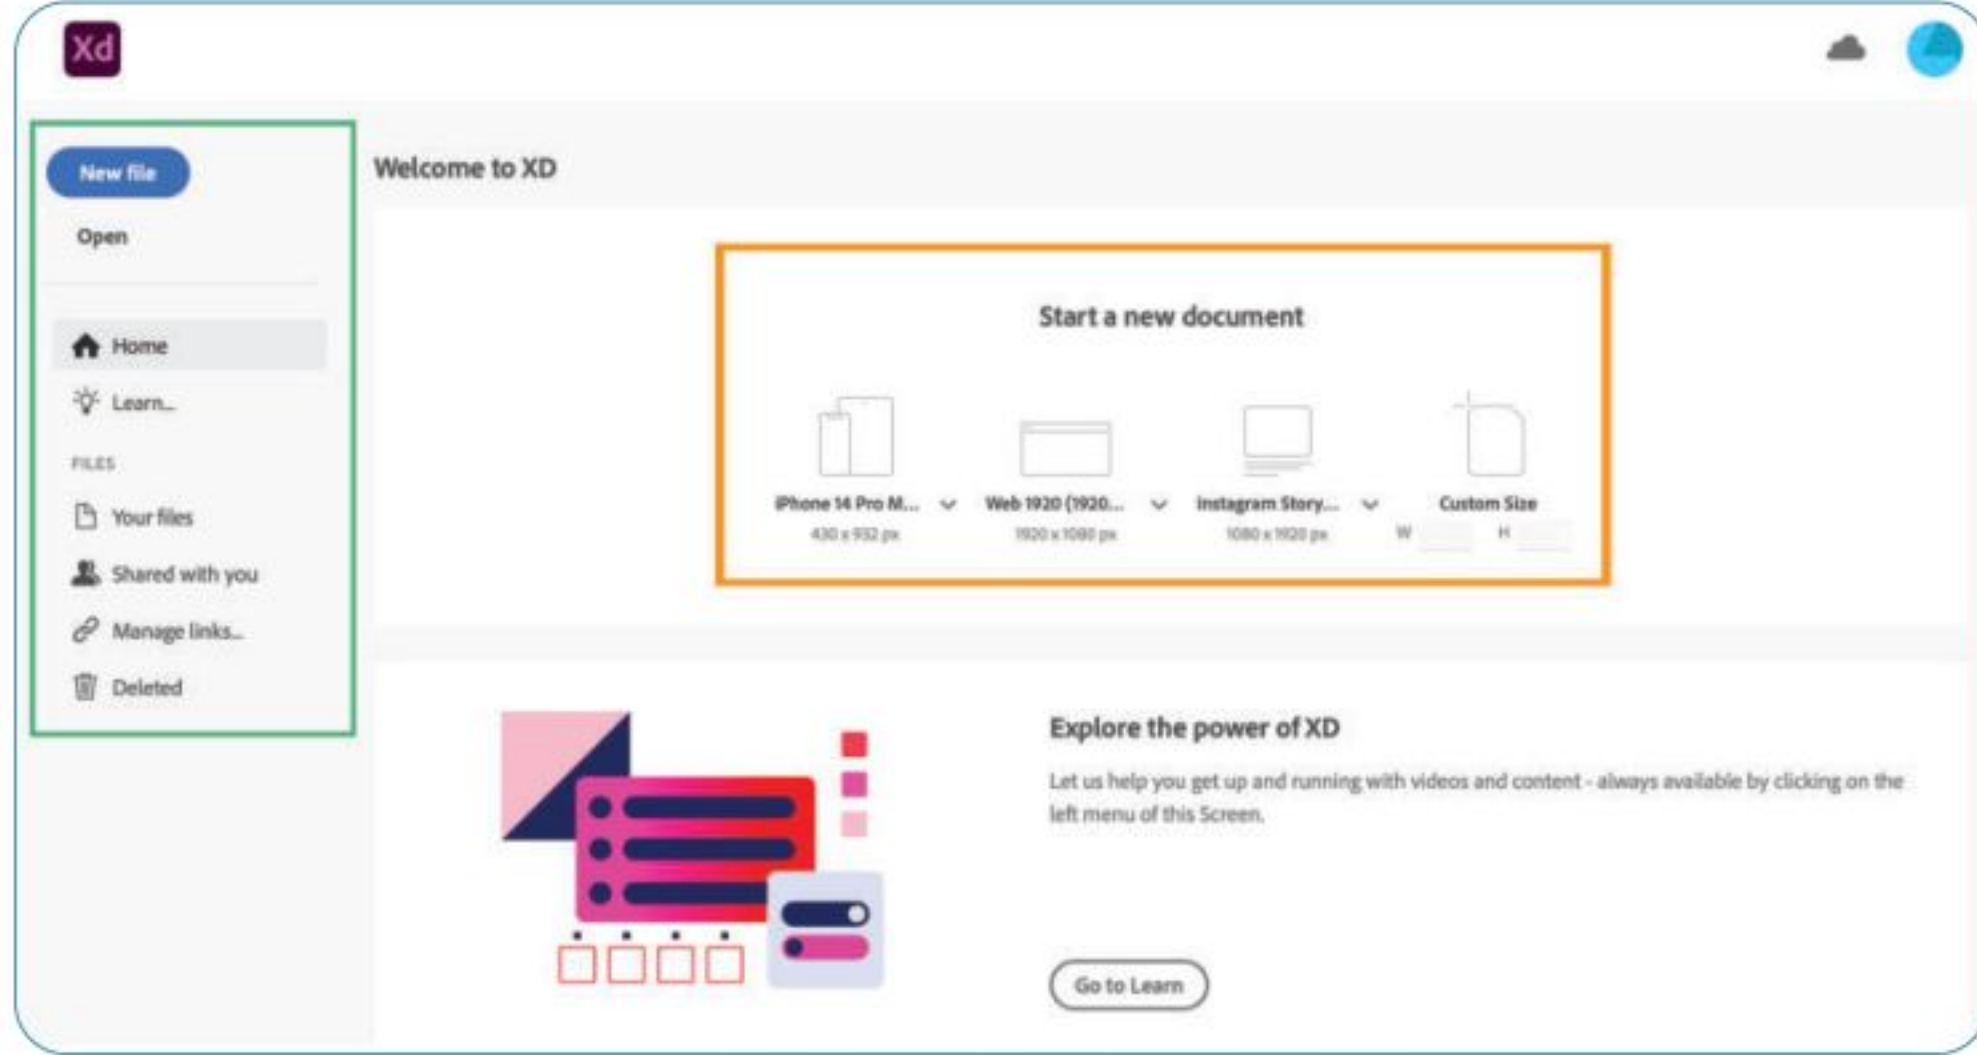 Xd
New file
Open
Home
Learn...
FILES
Your files
Shared with you
Manage links...
Deleted
Welcome to XD
Start a new document
iPhone 14 Pro M...
430 x 932 px
Web 1920 (1920...
1920 x 1080 px
Instagram Story...
1080 x 1920 px
Custom Size
W H
Explore the power of XD
Let us help you get up and running with videos and content - always available by clicking on the
left menu of this Screen.
Go to Learn